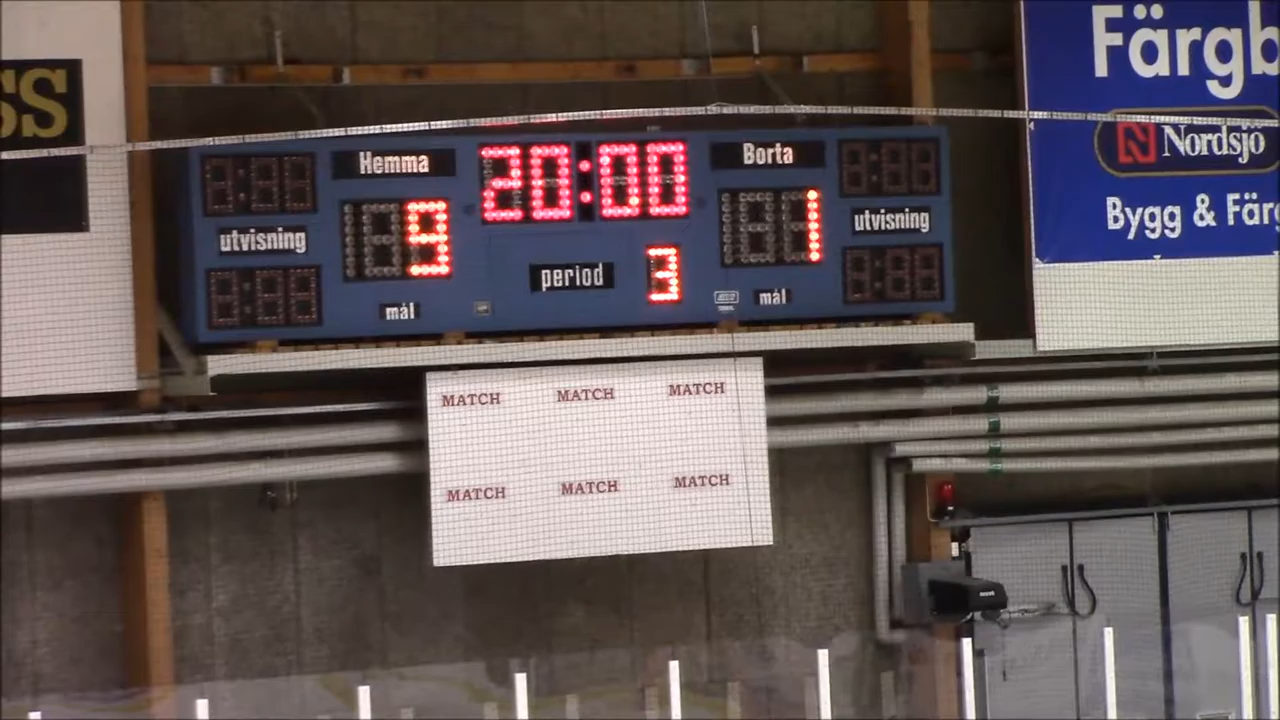 SS
Hemma 20:00 Borta
9 1
utvisning utvisning
period 3
mål mål
MATCH MATCH MATCH
MATCH MATCH MATCH
Färgb
Nordsjö
Bygg & Färg